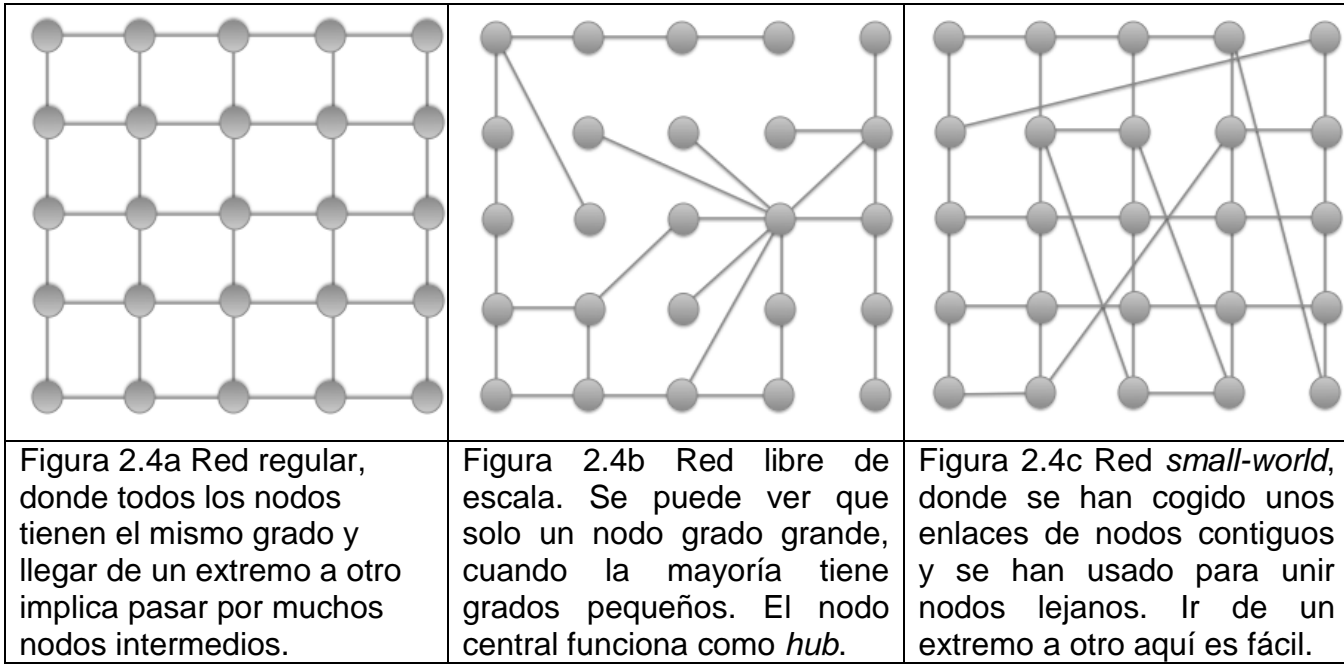 Figura 2.4a Red regular,
donde todos los nodos
tienen el mismo grado y
llegar de un extremo a otro
implica pasar por muchos
nodos intermedios.
Figura 2.4b Red libre de
escala. Se puede ver que
solo un nodo grado grande,
cuando la mayoría tiene
grados pequeños. El nodo
central funciona como hub.
Figura 2.4c Red small-world,
donde se han cogido unos
enlaces de nodos contiguos
y se han usado para unir
nodos lejanos. Ir de un
extremo a otro aquí es fácil.